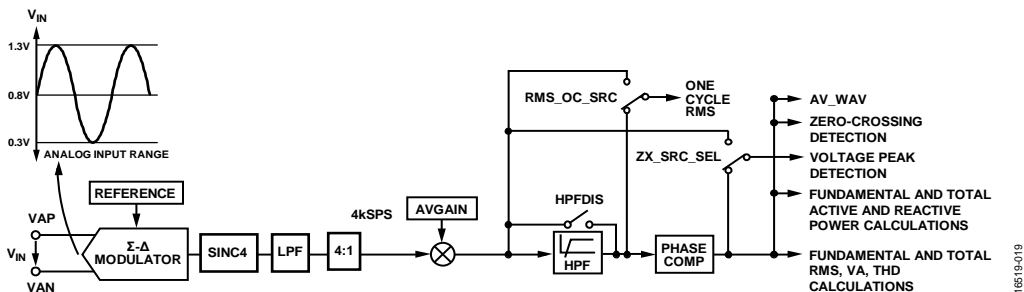 VIN
1.3V
0.8V
0.3V
ANALOG INPUT RANGE
REFERENCE
VAP
VIN
VAN
Σ-Δ
MODULATOR
SINC4
LPF
4:1
4kSPS
AVGAIN
HPFDIS
HPF
PHASE
COMP
RMS_OC_SRC
ONE
CYCLE
RMS
ZX_SRC_SEL
AV_WAV
ZERO-CROSSING
DETECTION
VOLTAGE PEAK
DETECTION
FUNDAMENTAL AND TOTAL
ACTIVE AND REACTIVE
POWER CALCULATIONS
FUNDAMENTAL AND TOTAL
RMS, VA, THD
CALCULATIONS
16519-019